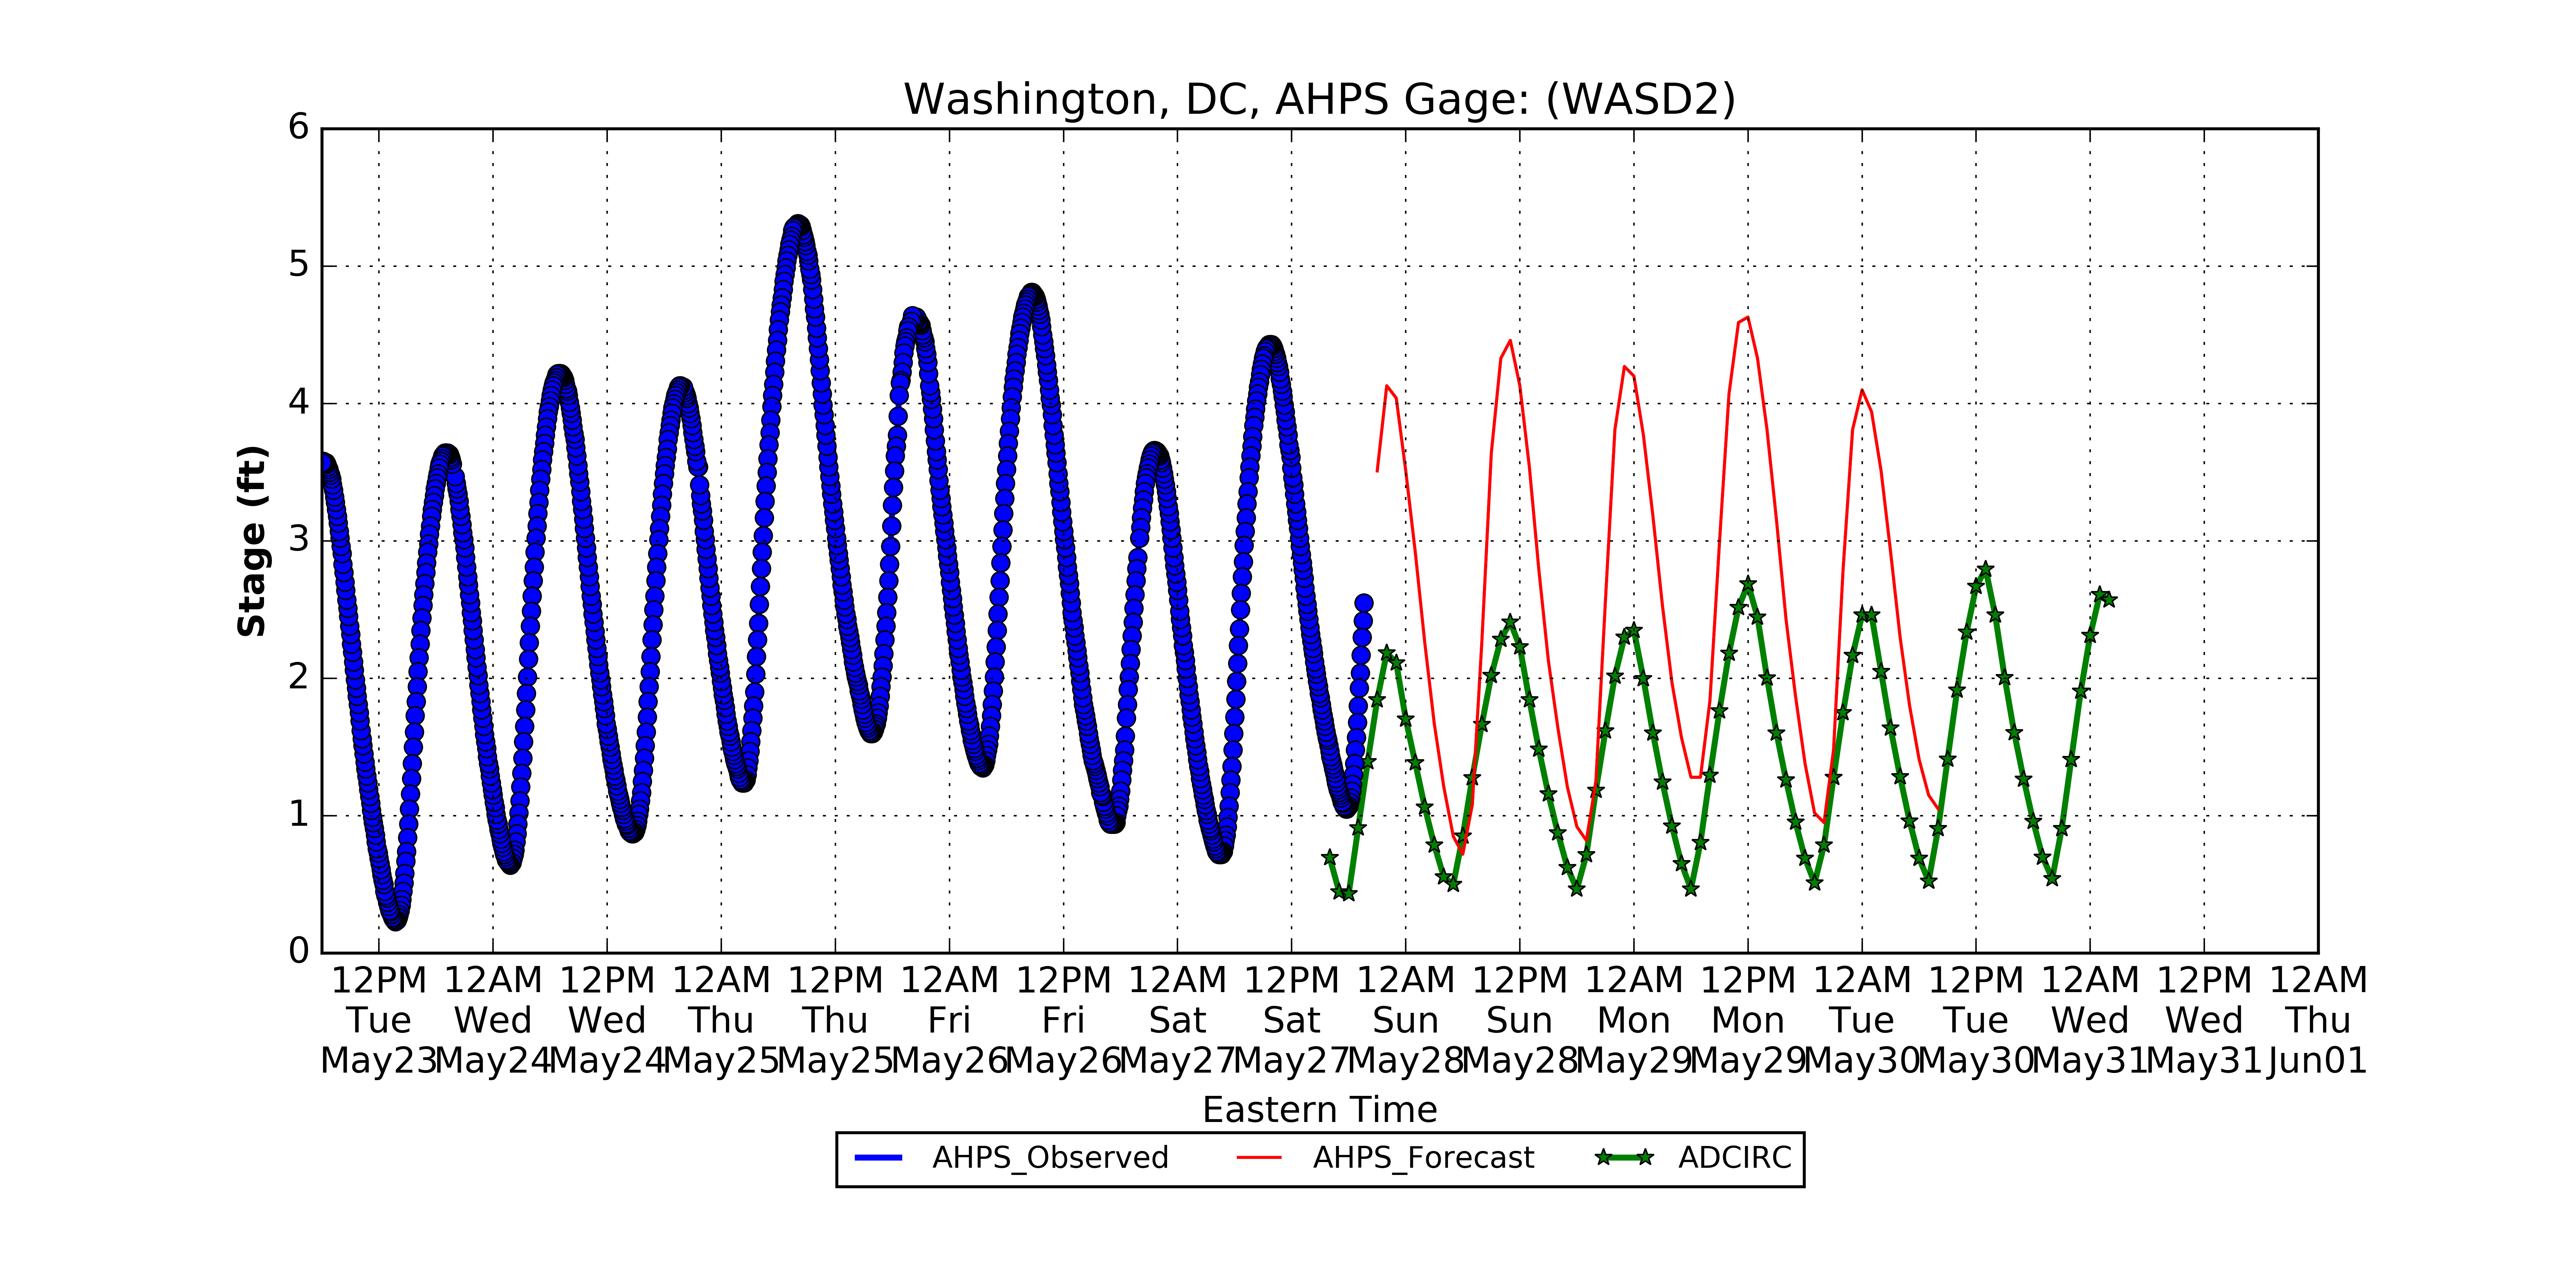 Washington, DC, AHPS Gage: (WASD2)
6
5
4
3
2
1
0
Stage (ft)
12PM 12AM 12PM 12AM 12PM 12AM 12PM 12AM 12PM 12AM 12PM 12AM 12PM 12AM 12PM 12AM 12PM 12AM
Tue Wed Wed Thu Thu Fri Fri Sat Sat Sun Sun Mon Mon Tue Tue Wed Wed Thu
May23 May24 May24 May25 May25 May26 May26 May27 May27 May28 May28 May29 May29 May30 May30 May31 May31 Jun01
Eastern Time
AHPS_Observed AHPS_Forecast ADCIRC